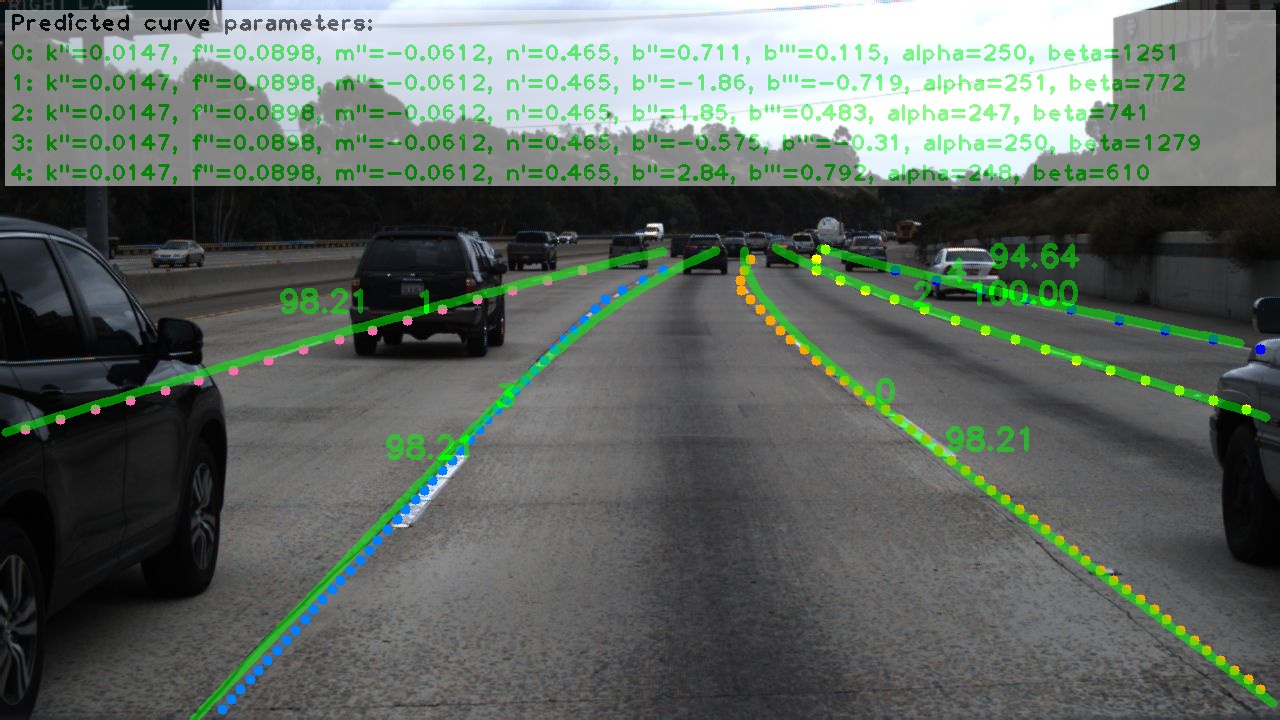 RIGHT LANE
Predicted curve parameters:
0: k''=0.0147, f''=0.0898, m''=−0.0612, n'=0.465, b''=0.711, b'''=0.115, alpha=250, beta=1251
1: k''=0.0147, f''=0.0898, m''=−0.0612, n'=0.465, b''=−1.86, b'''=−0.719, alpha=251, beta=772
2: k''=0.0147, f''=0.0898, m''=−0.0612, n'=0.465, b''=1.85, b'''=0.483, alpha=247, beta=741
3: k''=0.0147, f''=0.0898, m''=−0.0612, n'=0.465, b''=−0.575, b'''=−0.31, alpha=250, beta=1279
4: k''=0.0147, f''=0.0898, m''=−0.0612, n'=0.465, b''=2.84, b'''=0.792, alpha=248, beta=610
94.64
4
98.21 1
2 100.00
3
0
98.21
98.21